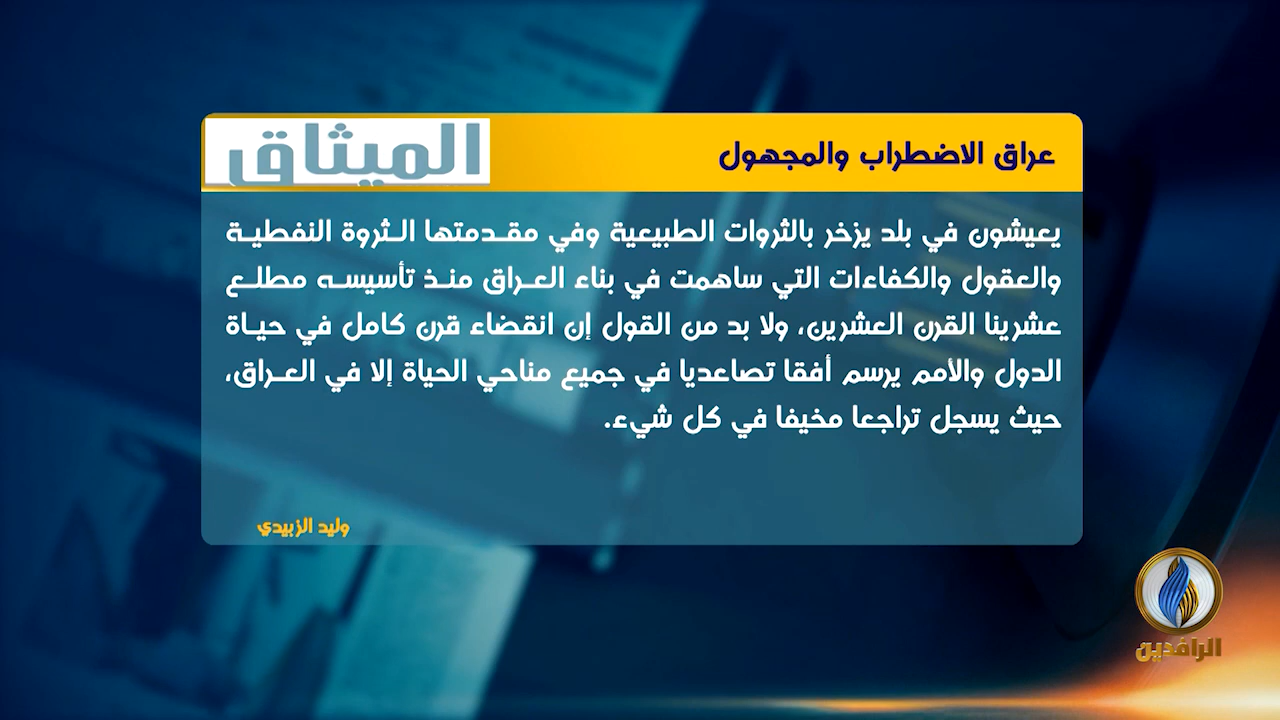 عراق الاضطراب والمجهول
الميثاق
يعيشون في بلد يزخر بالثروات الطبيعية وفي مقدمتها الثروة النفطية
والعقول والكفاءات التي ساهمت في بناء العراق منذ تأسيسه مطلع
عشرينا القرن العشرين، ولا بد من القول إن انقضاء قرن كامل في حياة
الدول والأمم يرسم أفقا تصاعديا في جميع مناحي الحياة إلا في العراق،
حيث يسجل تراجعا مخيفا في كل شيء.
وليد الزبيدي
الرافدين